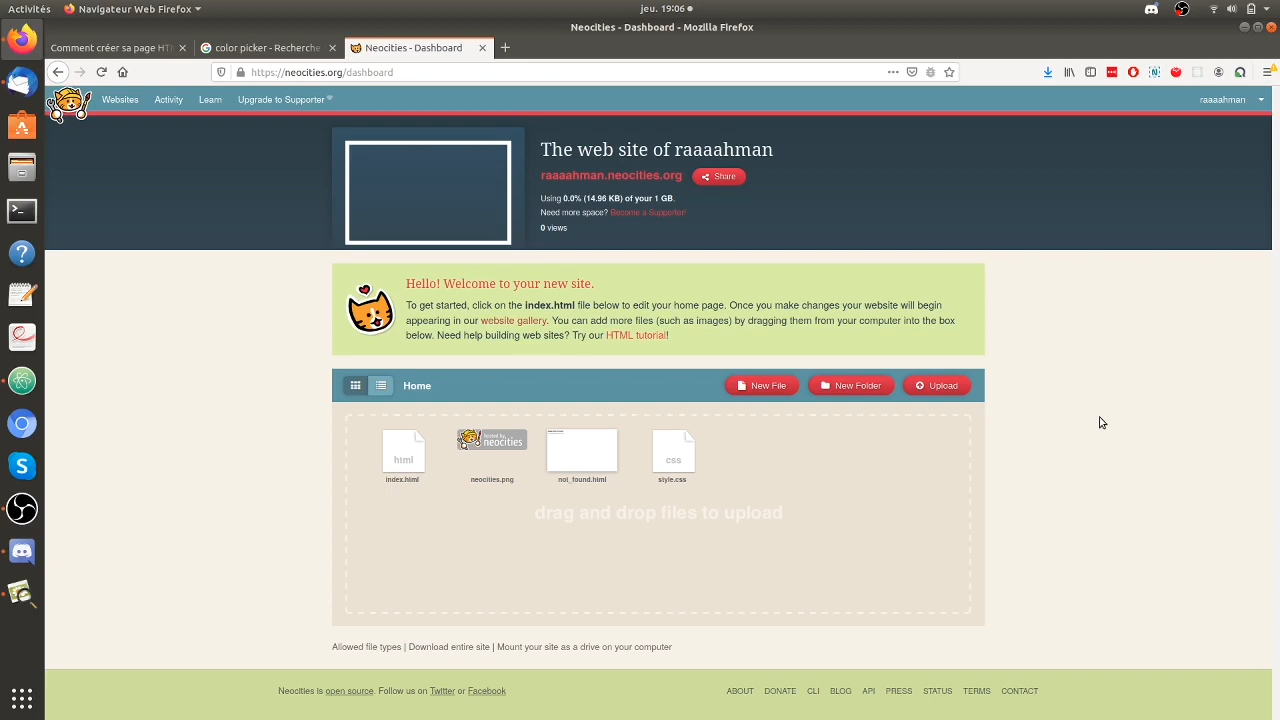 Activités
Navigateur Web Firefox
jeu. 19:06
Neocities - Dashboard - Mozilla Firefox
Comment créer sa page HT
color picker - Recherche
Neocities - Dashboard
https://neocities.org/dashboard
Websites
Activity
Learn
Upgrade to Supporter
raaaahman
The web site of raaaahman
raaaahman.neocities.org
Share
Using 0.0% (14.96 KB) of your 1 GB.
Need more space? Become a Supporter!
0 views
Hello! Welcome to your new site.
To get started, click on the index.html file below to edit your home page. Once you make changes your website will begin
appearing in our website gallery. You can add more files (such as images) by dragging them from your computer into the box
below. Need help building web sites? Try our HTML tutorial!
Home
New File
New Folder
Upload
html
hosted by
neocities
css
index.html
neocities.png
not_found.html
style.css
drag and drop files to upload
Allowed file types | Download entire site | Mount your site as a drive on your computer
Neocities is open source. Follow us on Twitter or Facebook
ABOUT
DONATE
CLI
BLOG
API
PRESS
STATUS
TERMS
CONTACT